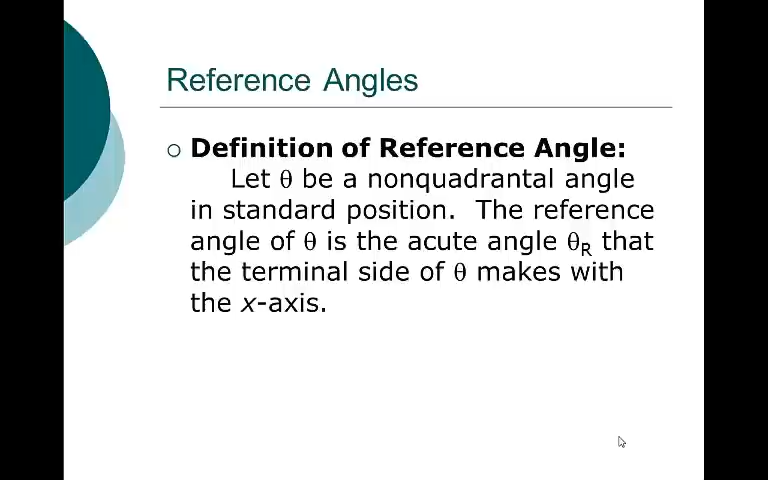 Reference Angles
Definition of Reference Angle:
Let θ be a nonquadrantal angle
in standard position.  The reference
angle of θ is the acute angle θR that
the terminal side of θ makes with
the x-axis.